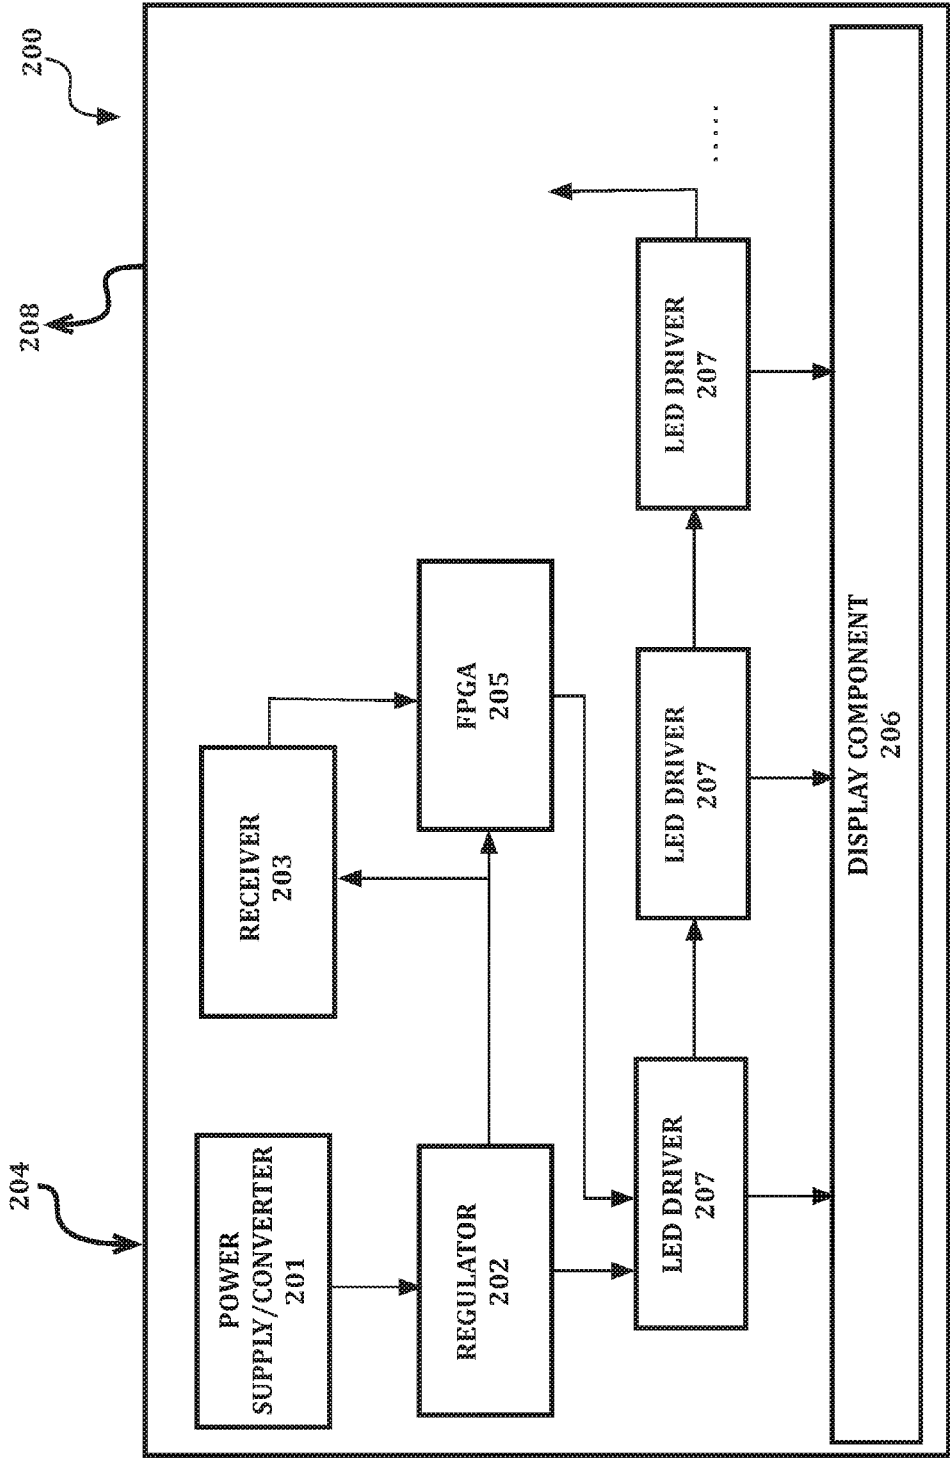 200
204
208
POWER
SUPPLY/CONVERTER
201
RECEIVER
203
REGULATOR
202
FPGA
205
LED DRIVER
207
LED DRIVER
207
LED DRIVER
207
.....
DISPLAY COMPONENT
206